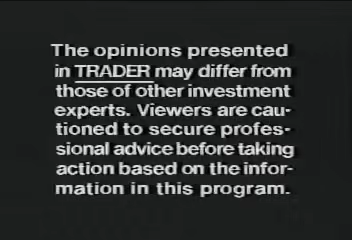 The opinions presented
in TRADER may differ from
those of other investment
experts. Viewers are cau-
tioned to secure profes-
sional advice before taking
action based on the infor-
mation in this program.